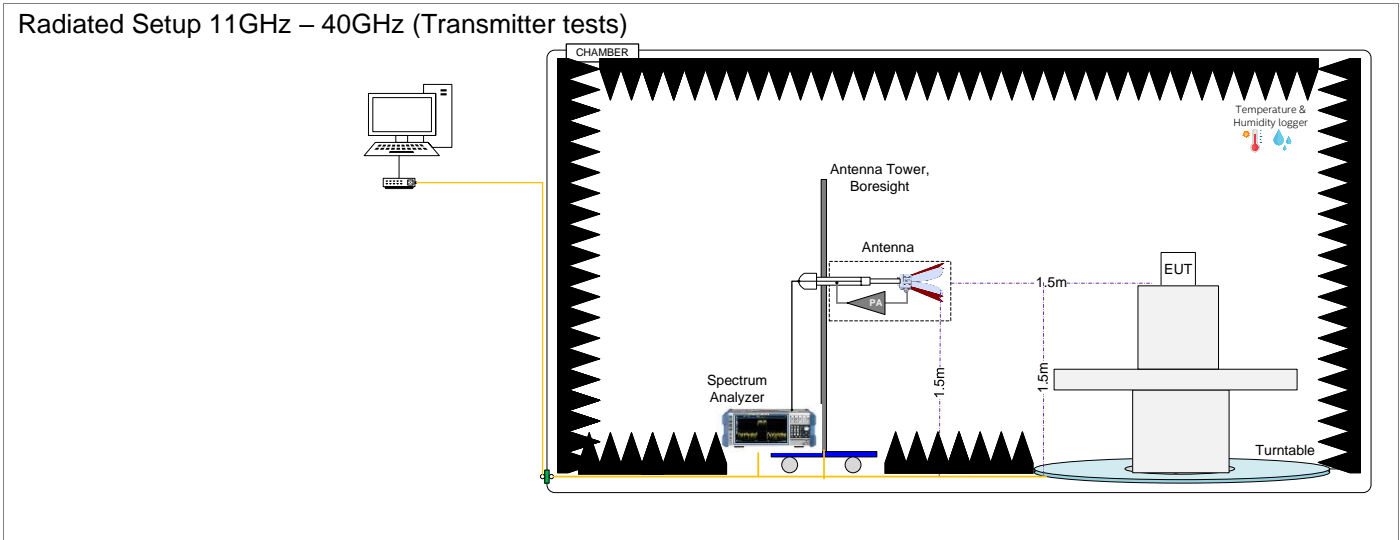 Radiated Setup 11GHz – 40GHz (Transmitter tests)
CHAMBER
Temperature &
Humidity logger
Antenna Tower,
Boresight
Antenna
EUT
1.5m
PA
1.5m
1.5m
Spectrum
Analyzer
Turntable